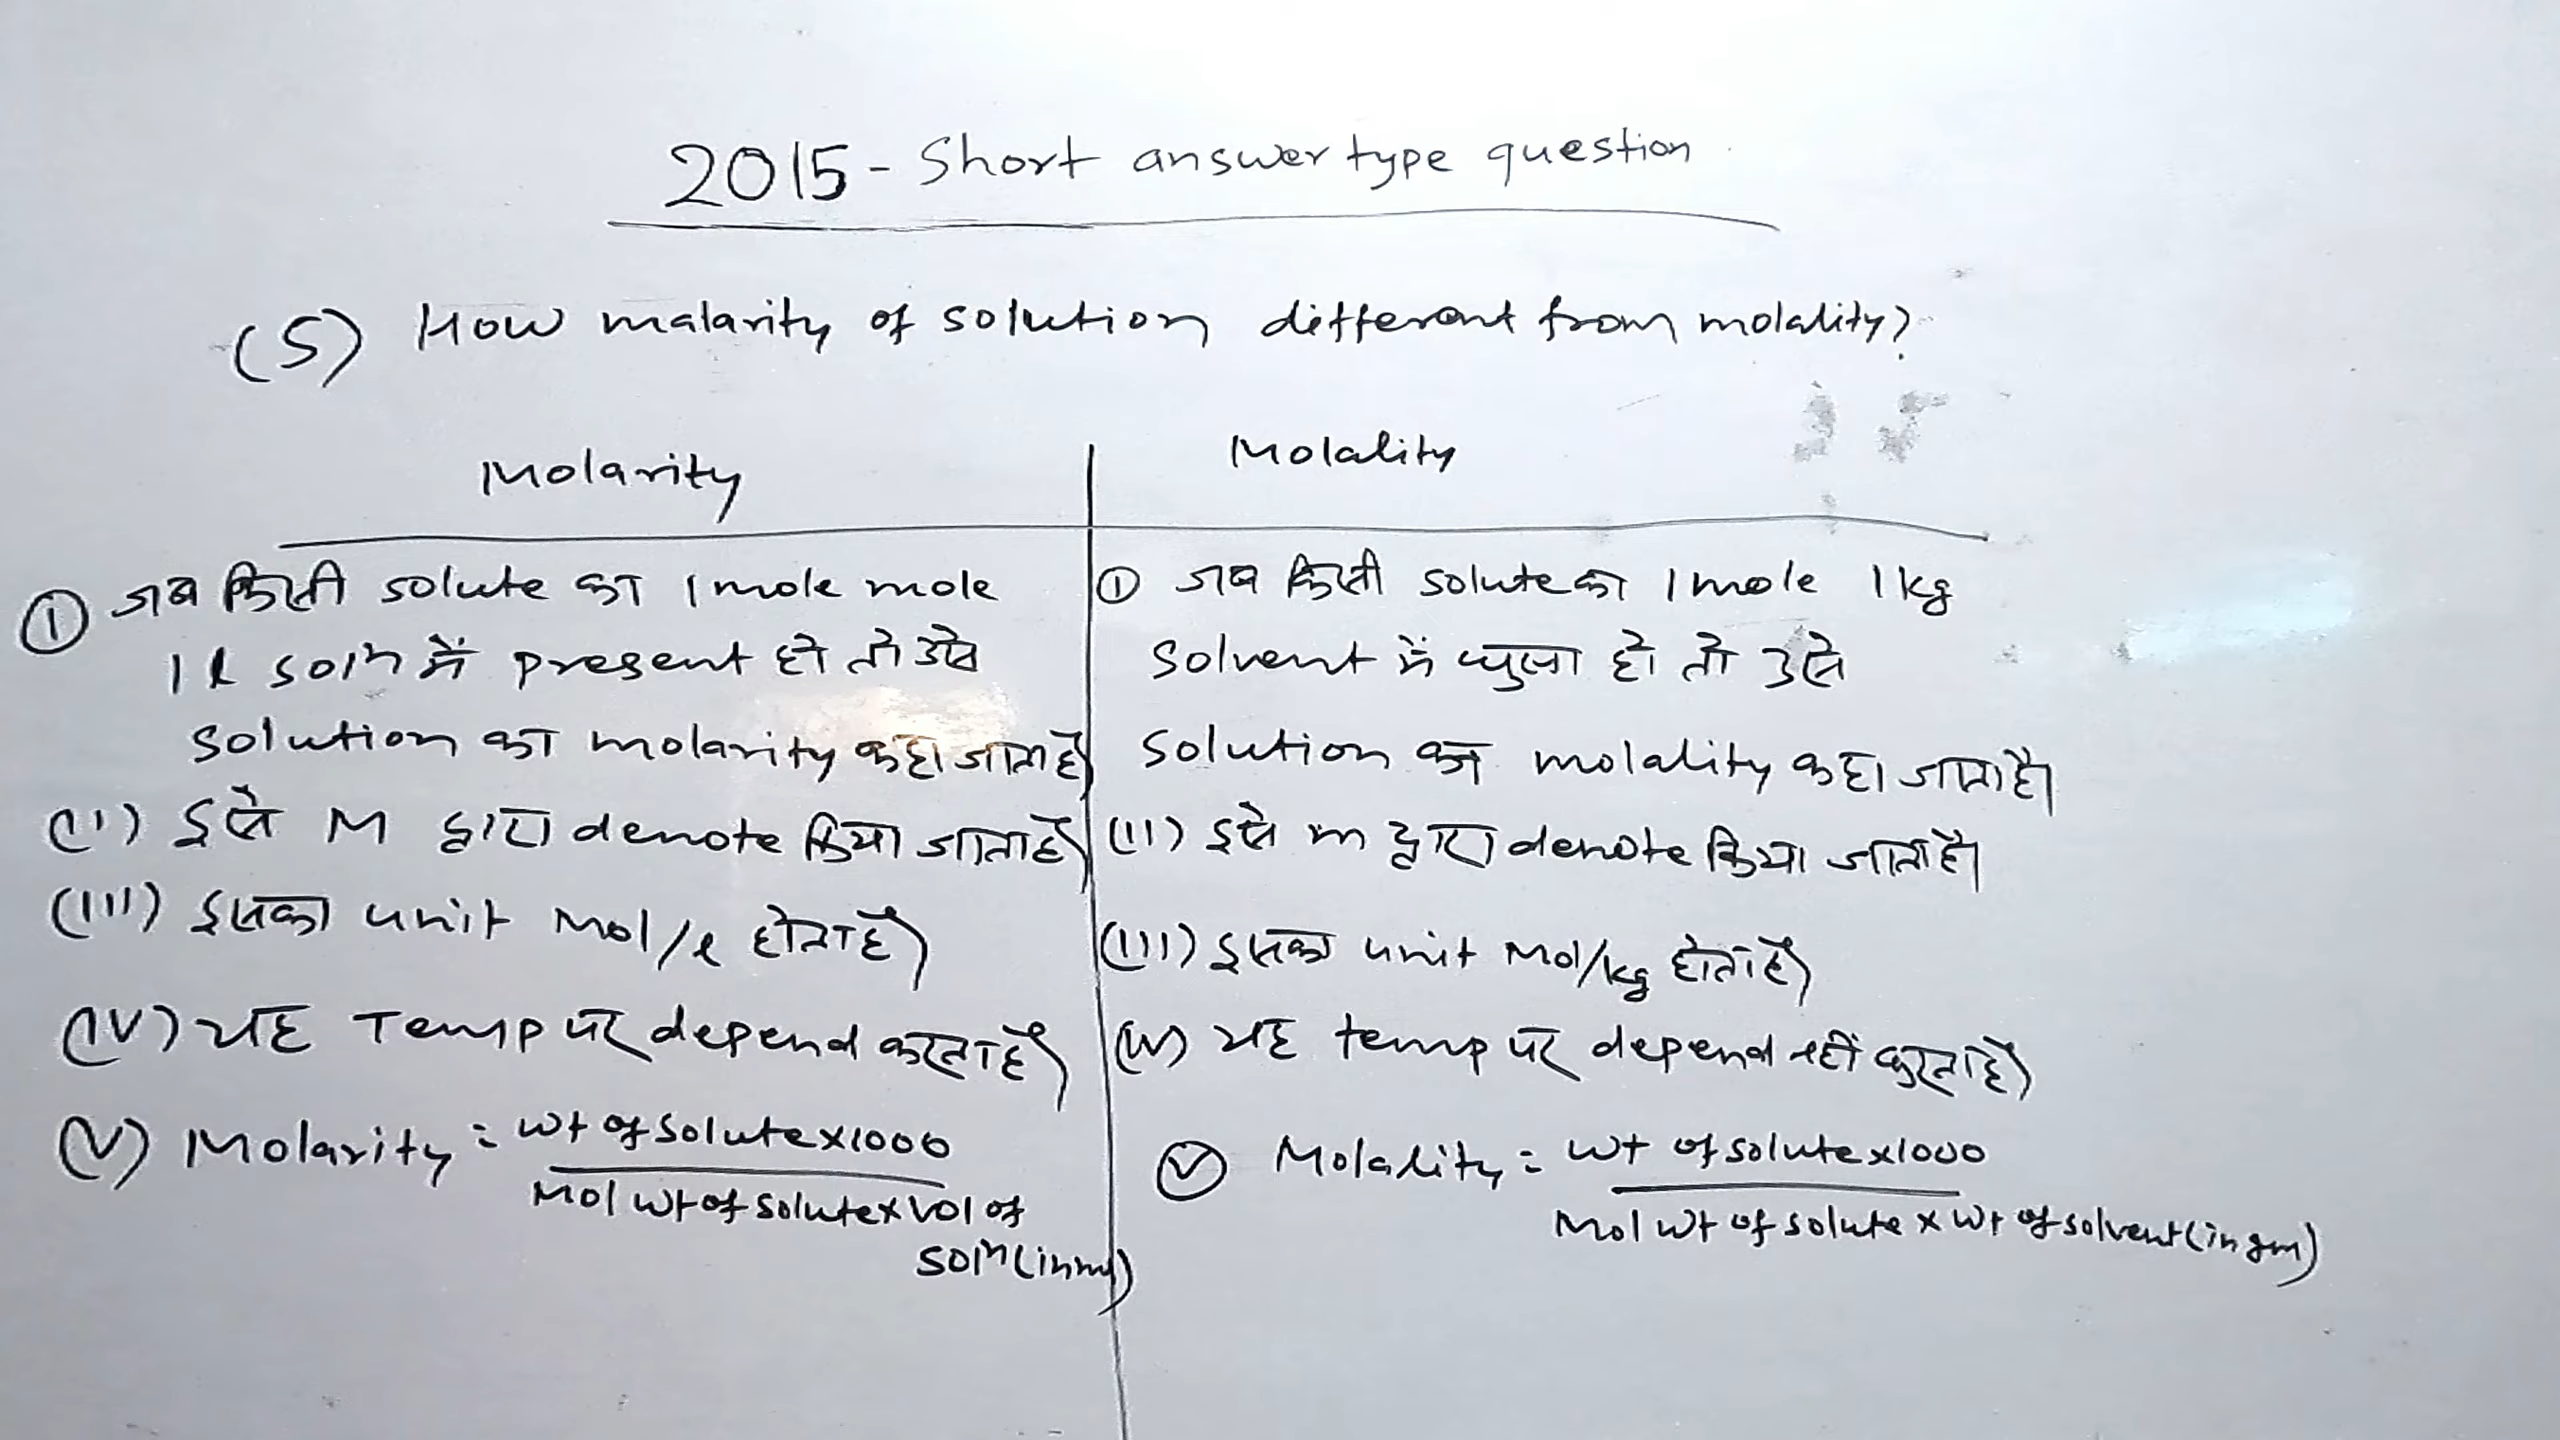 2015 - Short answer type question
(5) How malarity of solution different from molality?
Molarity
① जब किसी solute का 1 mole mole
1 l soln में present हो तो उसे
solution का molarity कहा जाता है
(ii) इसे M द्वारा denote किया जाता है
(iii) इसका unit mol/l होता है
(iv) यह Temp पर depend करता है
(v) Molarity = wt of solute x 1000
Mol wt of solute x vol of
soln (in ml)
Molality
① जब किसी solute का 1 mole 1 kg
solvent में घुला हो तो उसे
solution का molality कहा जाता है।
(ii) इसे m द्वारा denote किया जाता है।
(iii) इसका unit mol/kg होता है
(iv) यह temp पर depend नहीं करता है
(v) Molality = wt of solute x 1000
Mol wt of solute x wt of solvent (in gm)